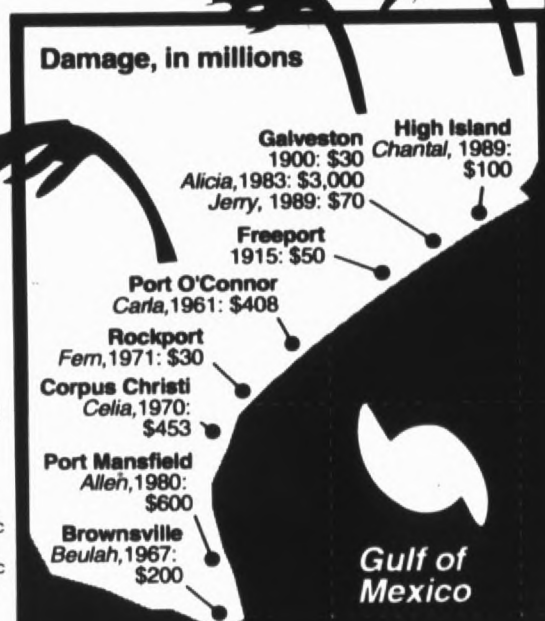 Damage, in millions
High Island
Chantal, 1989:
$100
Galveston
1900: $30
Alicia,1983: $3,000
Jerry, 1989: $70
Freeport
1915: $50
Port O'Connor
Carla,1961: $408
Rockport
Fern,1971: $30
Corpus Christi
Celia,1970:
$453
Port Mansfield
Allen,1980:
$600
Brownsville
Beulah,1967:
$200
Gulf of
Mexico